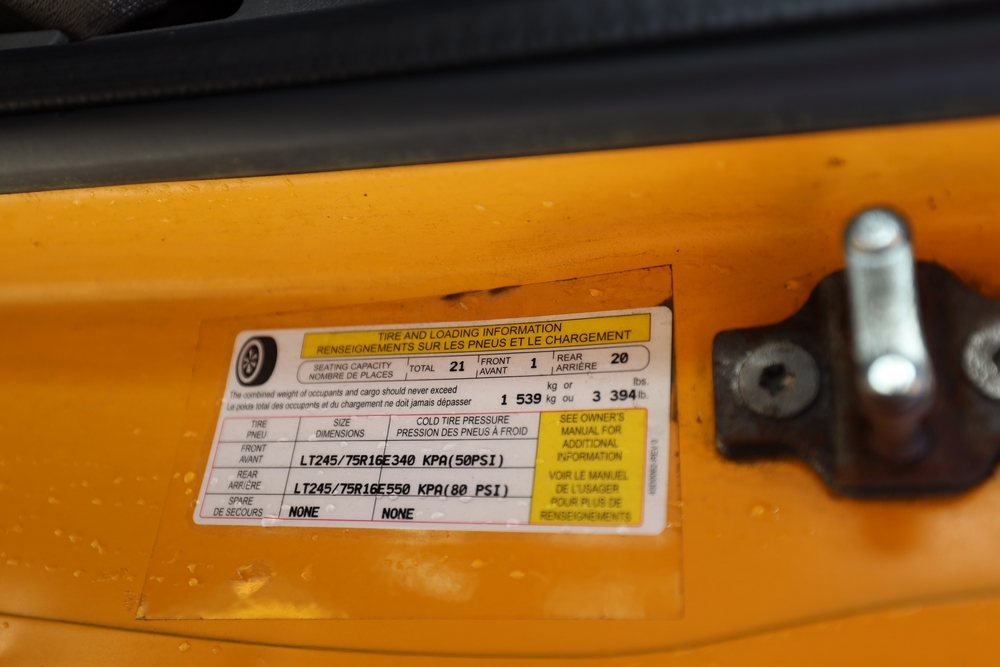 TIRE AND LOADING INFORMATION
RENSEIGNEMENTS SUR LES PNEUS ET LE CHARGEMENT
SEATING CAPACITY
NOMBRE DE PLACES
TOTAL 21
FRONT
AVANT
1
REAR
ARRIÈRE
20
The combined weight of occupants and cargo should never exceed
Le poids total des occupants et du chargement ne doit jamais dépasser
1 539
kg or
kg ou
3 394
lbs.
lb.
TIRE
PNEU
SIZE
DIMENSIONS
COLD TIRE PRESSURE
PRESSION DES PNEUS À FROID
FRONT
AVANT
LT245/75R16E 340 KPA(50PSI)
REAR
ARRIÈRE
LT245/75R16E 550 KPA(80 PSI)
SPARE
DE SECOURS
NONE
NONE
SEE OWNER'S
MANUAL FOR
ADDITIONAL
INFORMATION
VOIR LE MANUEL
DE L'USAGER
POUR PLUS DE
RENSEIGNEMENTS